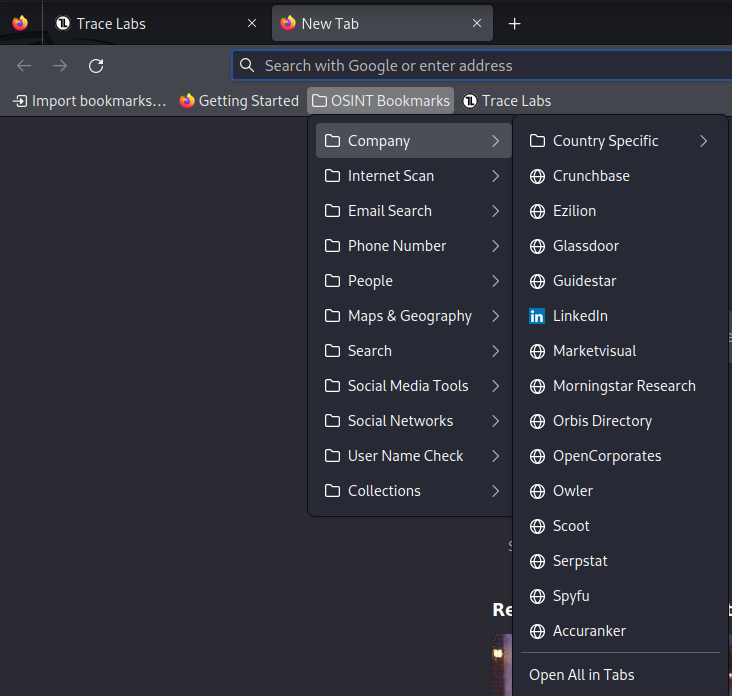 Trace Labs
New Tab
Search with Google or enter address
Import bookmarks...
Getting Started
OSINT Bookmarks
Trace Labs
Company
Internet Scan
Email Search
Phone Number
People
Maps & Geography
Search
Social Media Tools
Social Networks
User Name Check
Collections
Country Specific
Crunchbase
Ezilion
Glassdoor
Guidestar
in
LinkedIn
Marketvisual
Morningstar Research
Orbis Directory
OpenCorporates
Owler
Scoot
Serpstat
Spyfu
Accuranker
Open All in Tabs